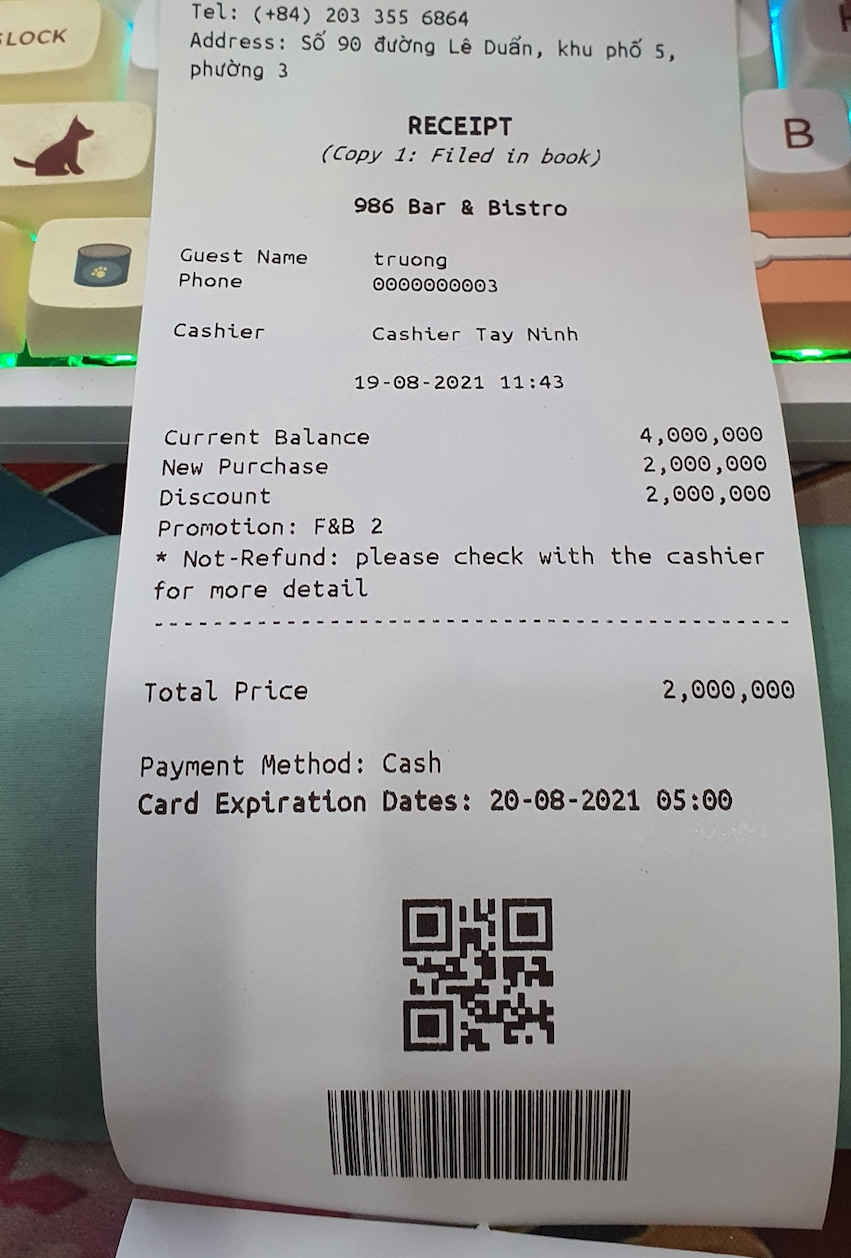 SLOCK
B
Tel: (+84) 203 355 6864
Address: Số 90 đường Lê Duẩn, khu phố 5,
phường 3
RECEIPT
(Copy 1: Filed in book)
986 Bar & Bistro
Guest Name truong
Phone 0000000003
Cashier Cashier Tay Ninh
19-08-2021 11:43
Current Balance 4,000,000
New Purchase 2,000,000
Discount 2,000,000
Promotion: F&B 2
* Not-Refund: please check with the cashier
for more detail
Total Price 2,000,000
Payment Method: Cash
Card Expiration Dates: 20-08-2021 05:00